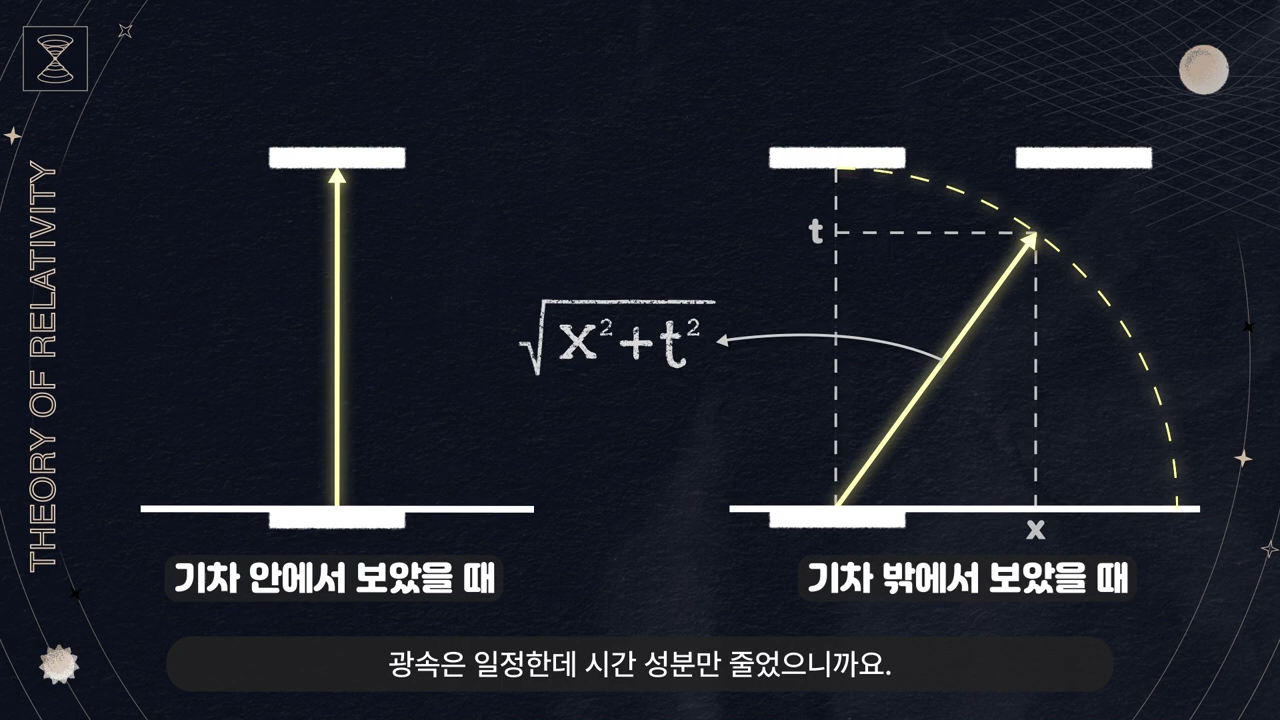 THEORY OF RELATIVITY
t
√x²+t²
x
기차 안에서 보았을 때
기차 밖에서 보았을 때
광속은 일정한데 시간 성분만 줄었으니까요.